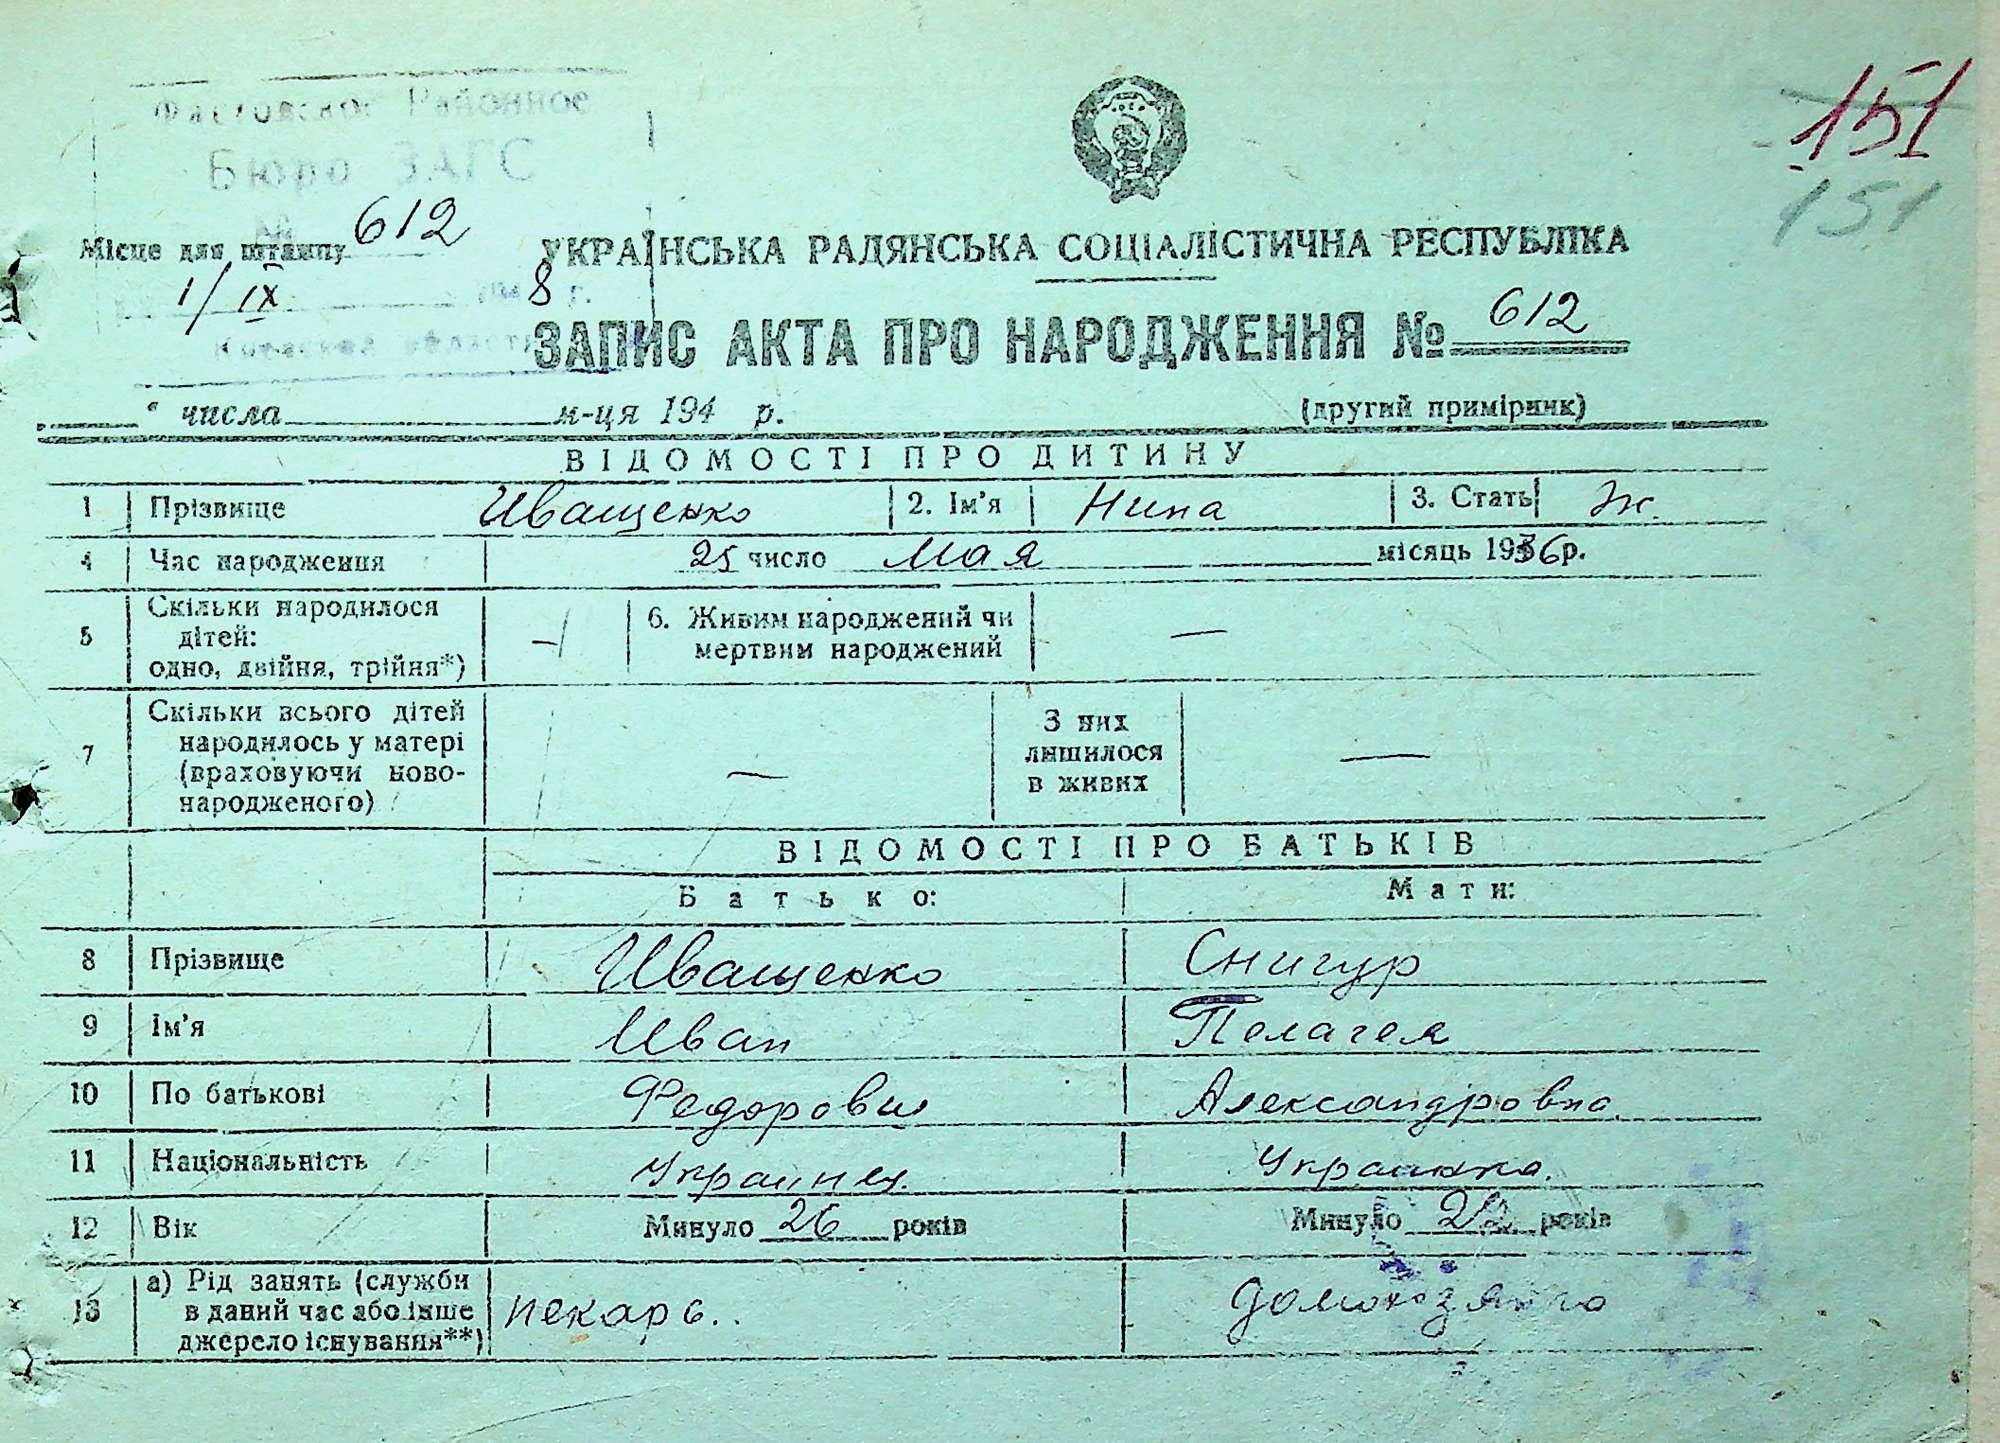 Районное
Бюро ЗАГС
151
151
Місце для штампу 612
УКРАЇНСЬКА РАДЯНСЬКА СОЦІАЛІСТИЧНА РЕСПУБЛІКА
1/IX 8 г.
ЗАПИС АКТА ПРО НАРОДЖЕННЯ № 612
числа м-ця 194 р. (другий примірник)
ВІДОМОСТІ ПРО ДИТИНУ
1 Прізвище Иващенко 2. Ім'я Нина 3. Стать Ж.
4 Час народження 25 число мая місяць 1936 р.
5 Скільки народилося дітей: одно, двійня, трійня*) 6. Живим народжений чи мертвим народжений —
7 Скільки всього дітей народилось у матері (враховуючи новонародженого) — З них лишилося в живих —
ВІДОМОСТІ ПРО БАТЬКІВ
Батько: Мати:
8 Прізвище Иващенко Снигур
9 Ім'я Иван Пелагея
10 По батькові Федорович Александровна
11 Національність Украинец. Украинка.
12 Вік Минуло 26 років Минуло 22 років
13 а) Рід занять (служби в даний час або інше джерело існування**) пекарь..